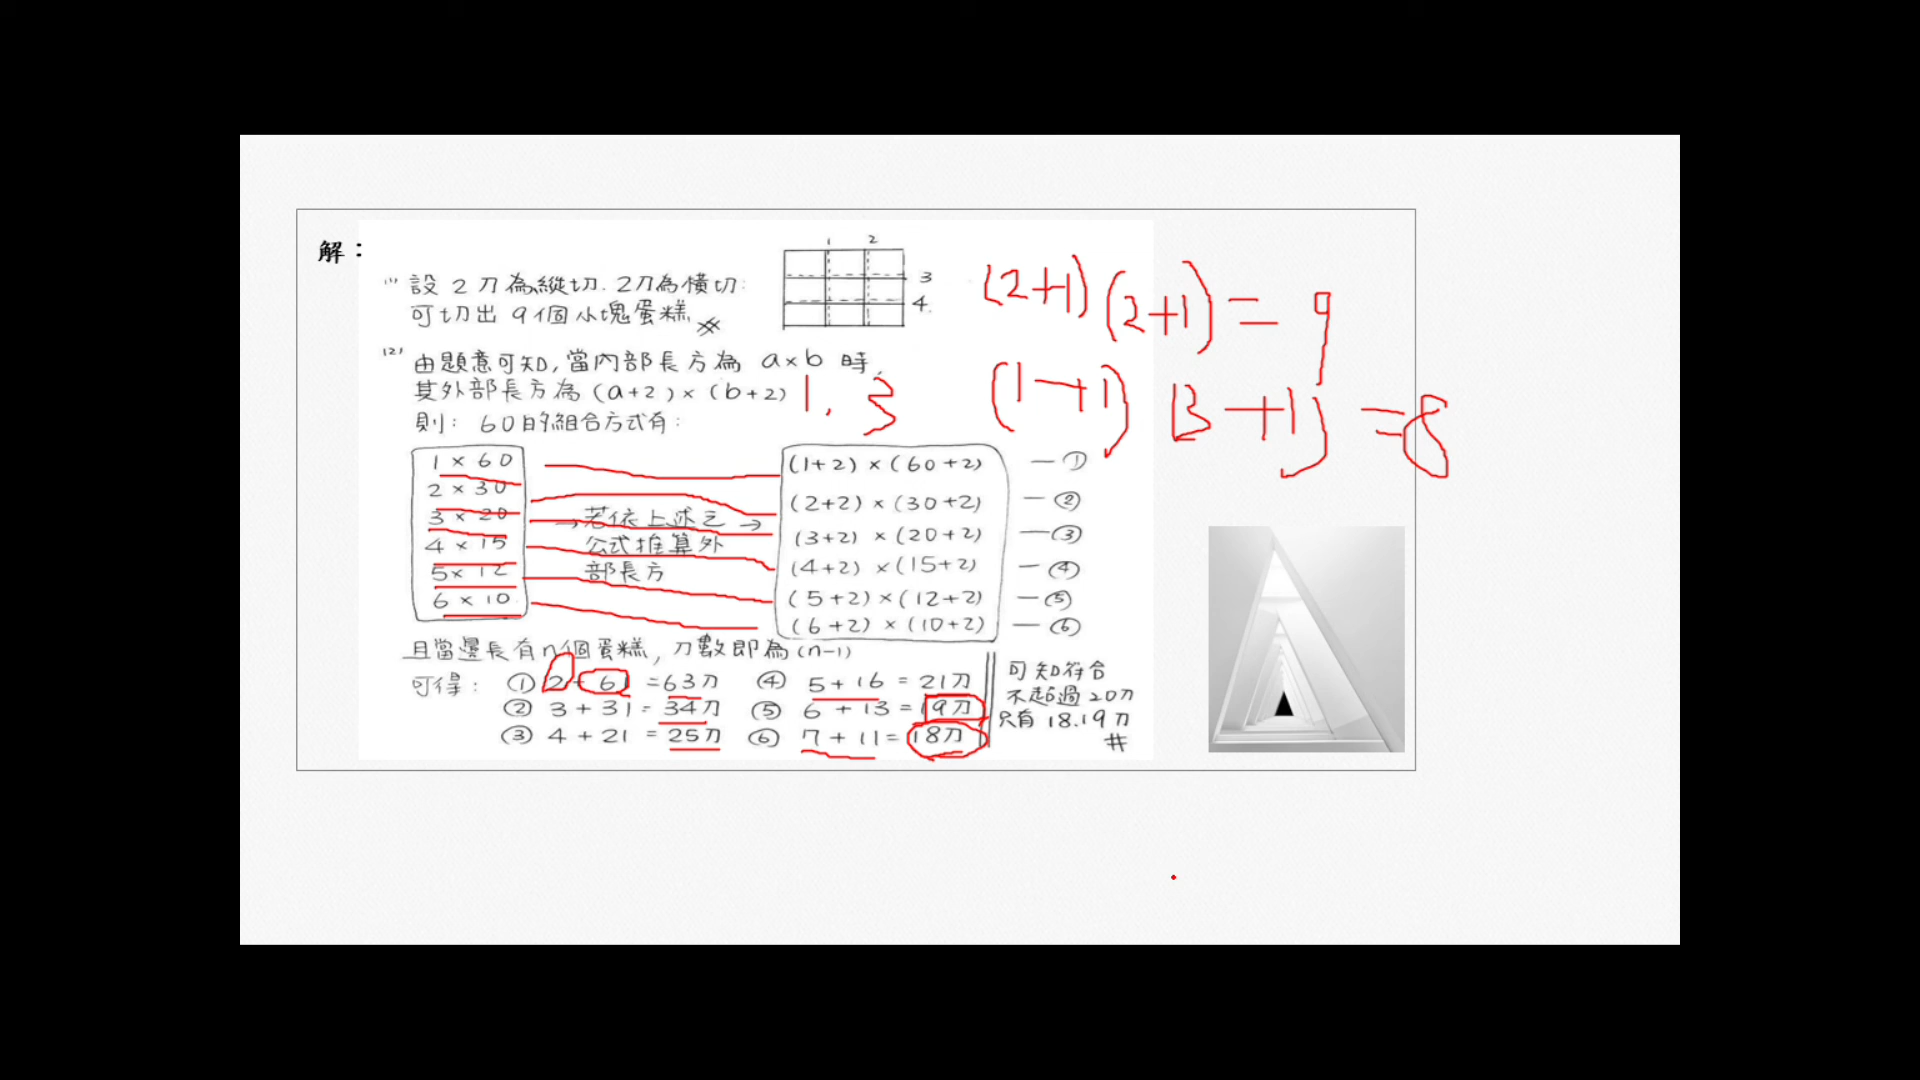 解：
(1) 設 2 刀為縱切. 2刀為橫切:
可切出 9個小塊蛋糕
1 2
3
4
(2+1)(2+1) = 9
(2) 由題意可知, 當內部長方為 a×b 時,
其外部長方為 (a+2)×(b+2)
1. 3
(1+1)(3+1) = 8
則: 60的組合方式有:
1 × 60
2 × 30
3 × 20
4 × 15
5 × 12
6 × 10
→若依上述之→
公式推算外
部長方
(1+2) × (60+2) — ①
(2+2) × (30+2) — ②
(3+2) × (20+2) — ③
(4+2) × (15+2) — ④
(5+2) × (12+2) — ⑤
(6+2) × (10+2) — ⑥
且當邊長有n個蛋糕, 刀數即為(n-1)
可得: ① 2 + 61 = 63刀 ④ 5 + 16 = 21刀
② 3 + 31 = 34刀 ⑤ 6 + 13 = 19刀
③ 4 + 21 = 25刀 ⑥ 7 + 11 = 18刀
可知符合
不超過20刀
只有 18.19刀
#